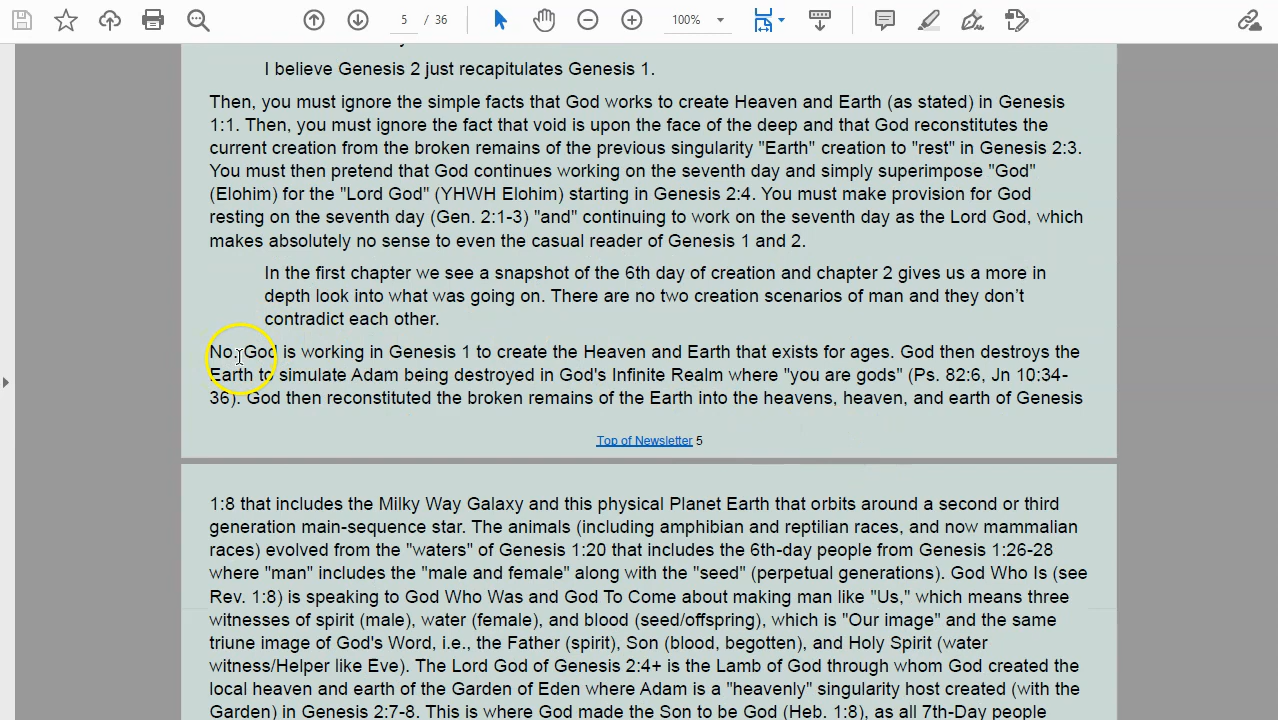 5 / 36 100%
I believe Genesis 2 just recapitulates Genesis 1.
Then, you must ignore the simple facts that God works to create Heaven and Earth (as stated) in Genesis
1:1. Then, you must ignore the fact that void is upon the face of the deep and that God reconstitutes the
current creation from the broken remains of the previous singularity "Earth" creation to "rest" in Genesis 2:3.
You must then pretend that God continues working on the seventh day and simply superimpose "God"
(Elohim) for the "Lord God" (YHWH Elohim) starting in Genesis 2:4. You must make provision for God
resting on the seventh day (Gen. 2:1-3) "and" continuing to work on the seventh day as the Lord God, which
makes absolutely no sense to even the casual reader of Genesis 1 and 2.
In the first chapter we see a snapshot of the 6th day of creation and chapter 2 gives us a more in
depth look into what was going on. There are no two creation scenarios of man and they don't
contradict each other.
No. God is working in Genesis 1 to create the Heaven and Earth that exists for ages. God then destroys the
Earth to simulate Adam being destroyed in God's Infinite Realm where "you are gods" (Ps. 82:6, Jn 10:34-
36). God then reconstituted the broken remains of the Earth into the heavens, heaven, and earth of Genesis
Top of Newsletter 5
1:8 that includes the Milky Way Galaxy and this physical Planet Earth that orbits around a second or third
generation main-sequence star. The animals (including amphibian and reptilian races, and now mammalian
races) evolved from the "waters" of Genesis 1:20 that includes the 6th-day people from Genesis 1:26-28
where "man" includes the "male and female" along with the "seed" (perpetual generations). God Who Is (see
Rev. 1:8) is speaking to God Who Was and God To Come about making man like "Us," which means three
witnesses of spirit (male), water (female), and blood (seed/offspring), which is "Our image" and the same
triune image of God's Word, i.e., the Father (spirit), Son (blood, begotten), and Holy Spirit (water
witness/Helper like Eve). The Lord God of Genesis 2:4+ is the Lamb of God through whom God created the
local heaven and earth of the Garden of Eden where Adam is a "heavenly" singularity host created (with the
Garden) in Genesis 2:7-8. This is where God made the Son to be God (Heb. 1:8), as all 7th-Day people